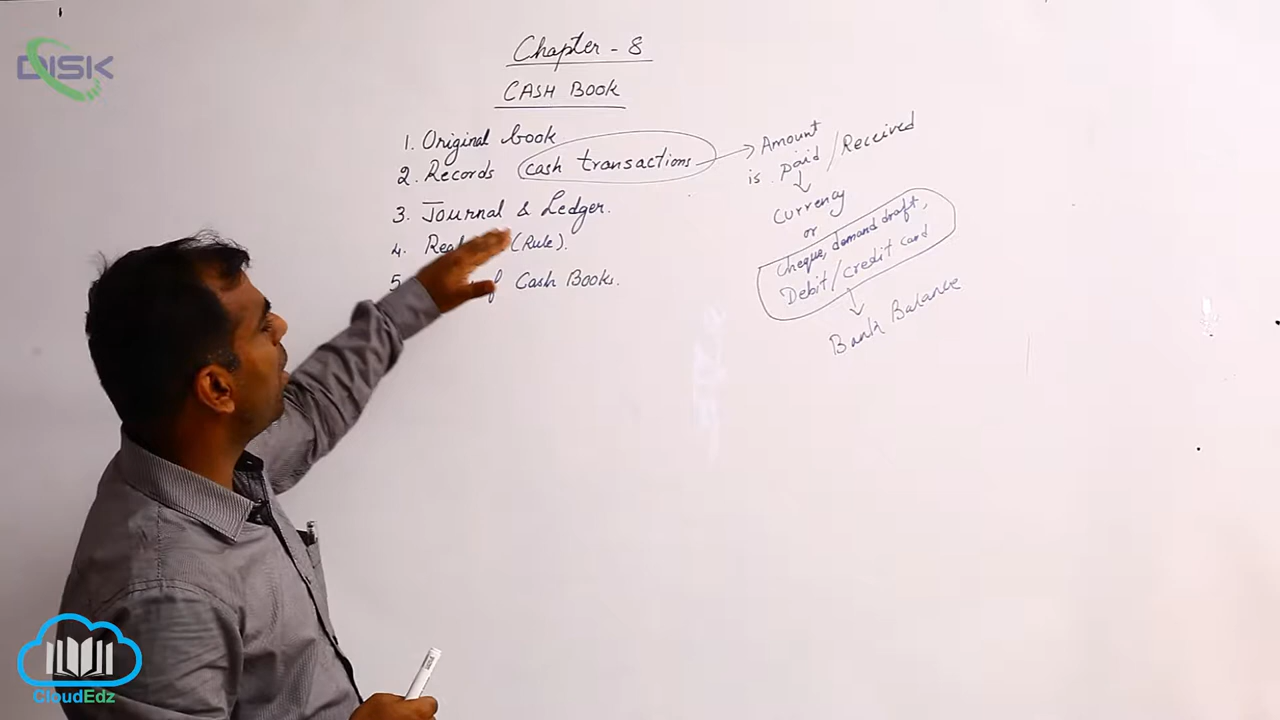 DISK
Chapter - 8
CASH BOOK
1. Original book
2. Records cash transactions
3. Journal & Ledger.
4. (Rule).
5 of Cash Books.
Amount
is paid / Received
Currency
or
Cheque, demand draft,
Debit / credit card
Bank Balance
CloudEdz